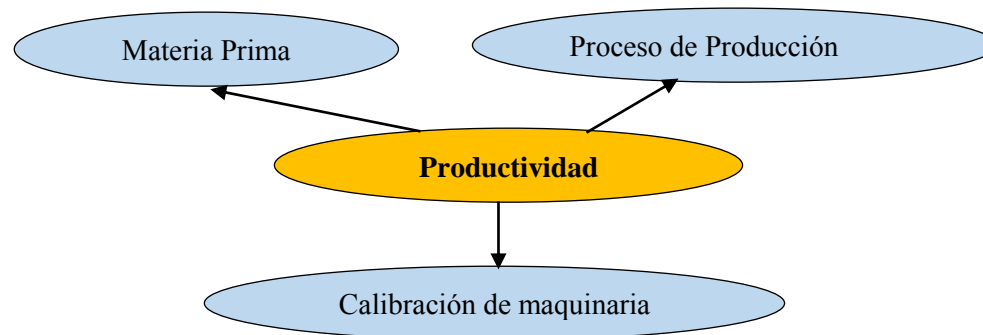 Materia Prima
Proceso de Producción
Productividad
Calibración de maquinaria